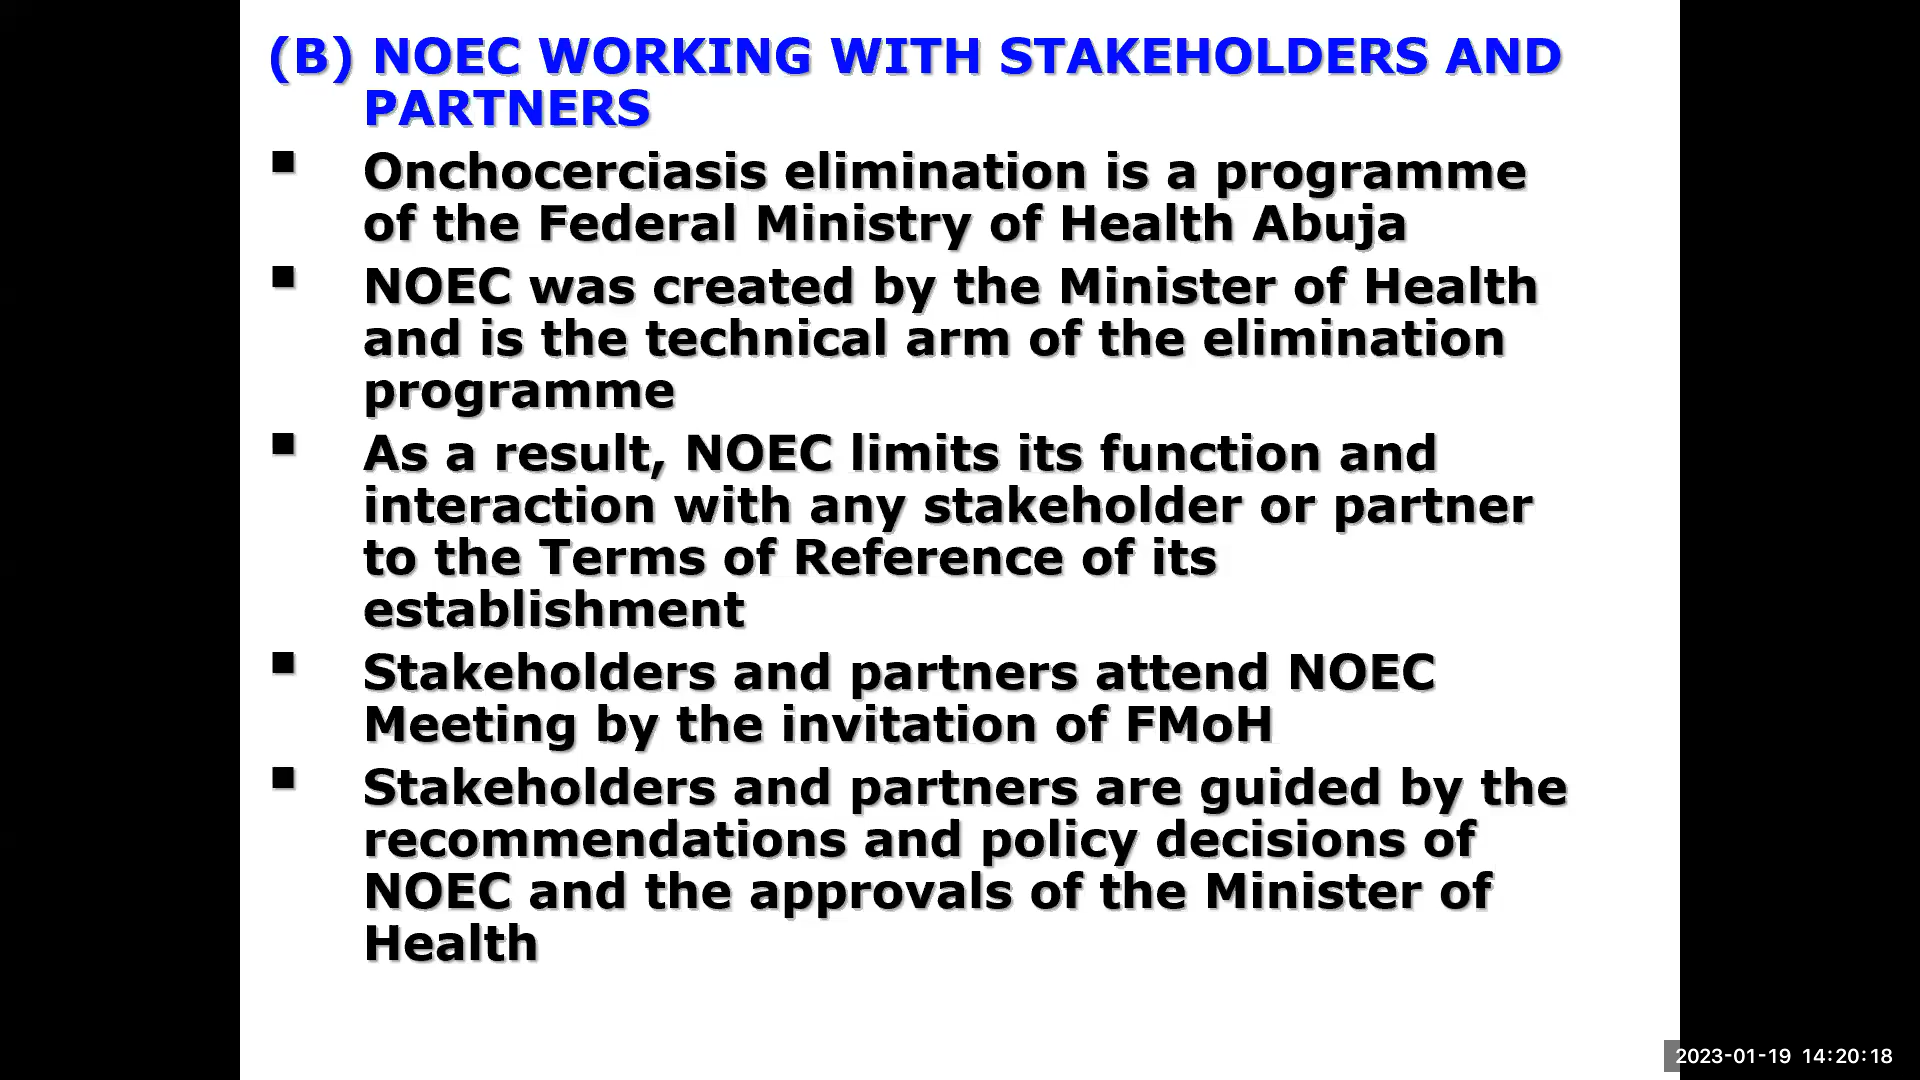 (B) NOEC WORKING WITH STAKEHOLDERS AND
PARTNERS
▪ Onchocerciasis elimination is a programme
of the Federal Ministry of Health Abuja
▪ NOEC was created by the Minister of Health
and is the technical arm of the elimination
programme
▪ As a result, NOEC limits its function and
interaction with any stakeholder or partner
to the Terms of Reference of its
establishment
▪ Stakeholders and partners attend NOEC
Meeting by the invitation of FMoH
▪ Stakeholders and partners are guided by the
recommendations and policy decisions of
NOEC and the approvals of the Minister of
Health
2023-01-19 14:20:18